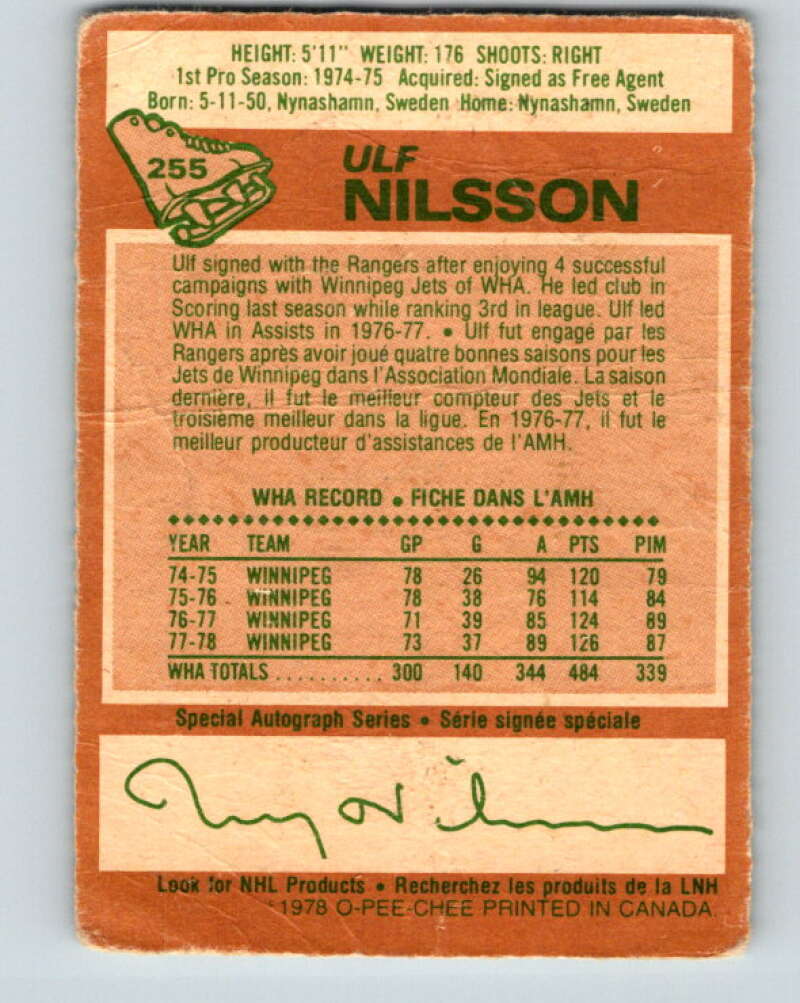 HEIGHT: 5'11" WEIGHT: 176 SHOOTS: RIGHT
1st Pro Season: 1974-75 Acquired: Signed as Free Agent
Born: 5-11-50, Nynashamn, Sweden Home: Nynashamn, Sweden
255
ULF
NILSSON
Ulf signed with the Rangers after enjoying 4 successful
campaigns with Winnipeg Jets of WHA. He led club in
Scoring last season while ranking 3rd in league. Ulf led
WHA in Assists in 1976-77. • Ulf fut engagé par les
Rangers après avoir joué quatre bonnes saisons pour les
Jets de Winnipeg dans l'Association Mondiale. La saison
dernière, il fut le meilleur compteur des Jets et le
troisième meilleur dans la ligue. En 1976-77, il fut le
meilleur producteur d'assistances de l'AMH.
WHA RECORD • FICHE DANS L'AMH
YEAR TEAM GP G A PTS PIM
74-75 WINNIPEG 78 26 94 120 79
75-76 WINNIPEG 78 38 76 114 84
76-77 WINNIPEG 71 39 85 124 89
77-78 WINNIPEG 73 37 89 126 87
WHA TOTALS .......... 300 140 344 484 339
Special Autograph Series • Série signée spéciale
Look for NHL Products • Recherchez les produits de la LNH
1978 O-PEE-CHEE PRINTED IN CANADA.